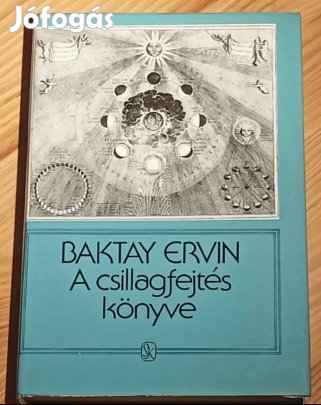 Jófogás
BAKTAY ERVIN
A csillagfejtés
könyve
SK